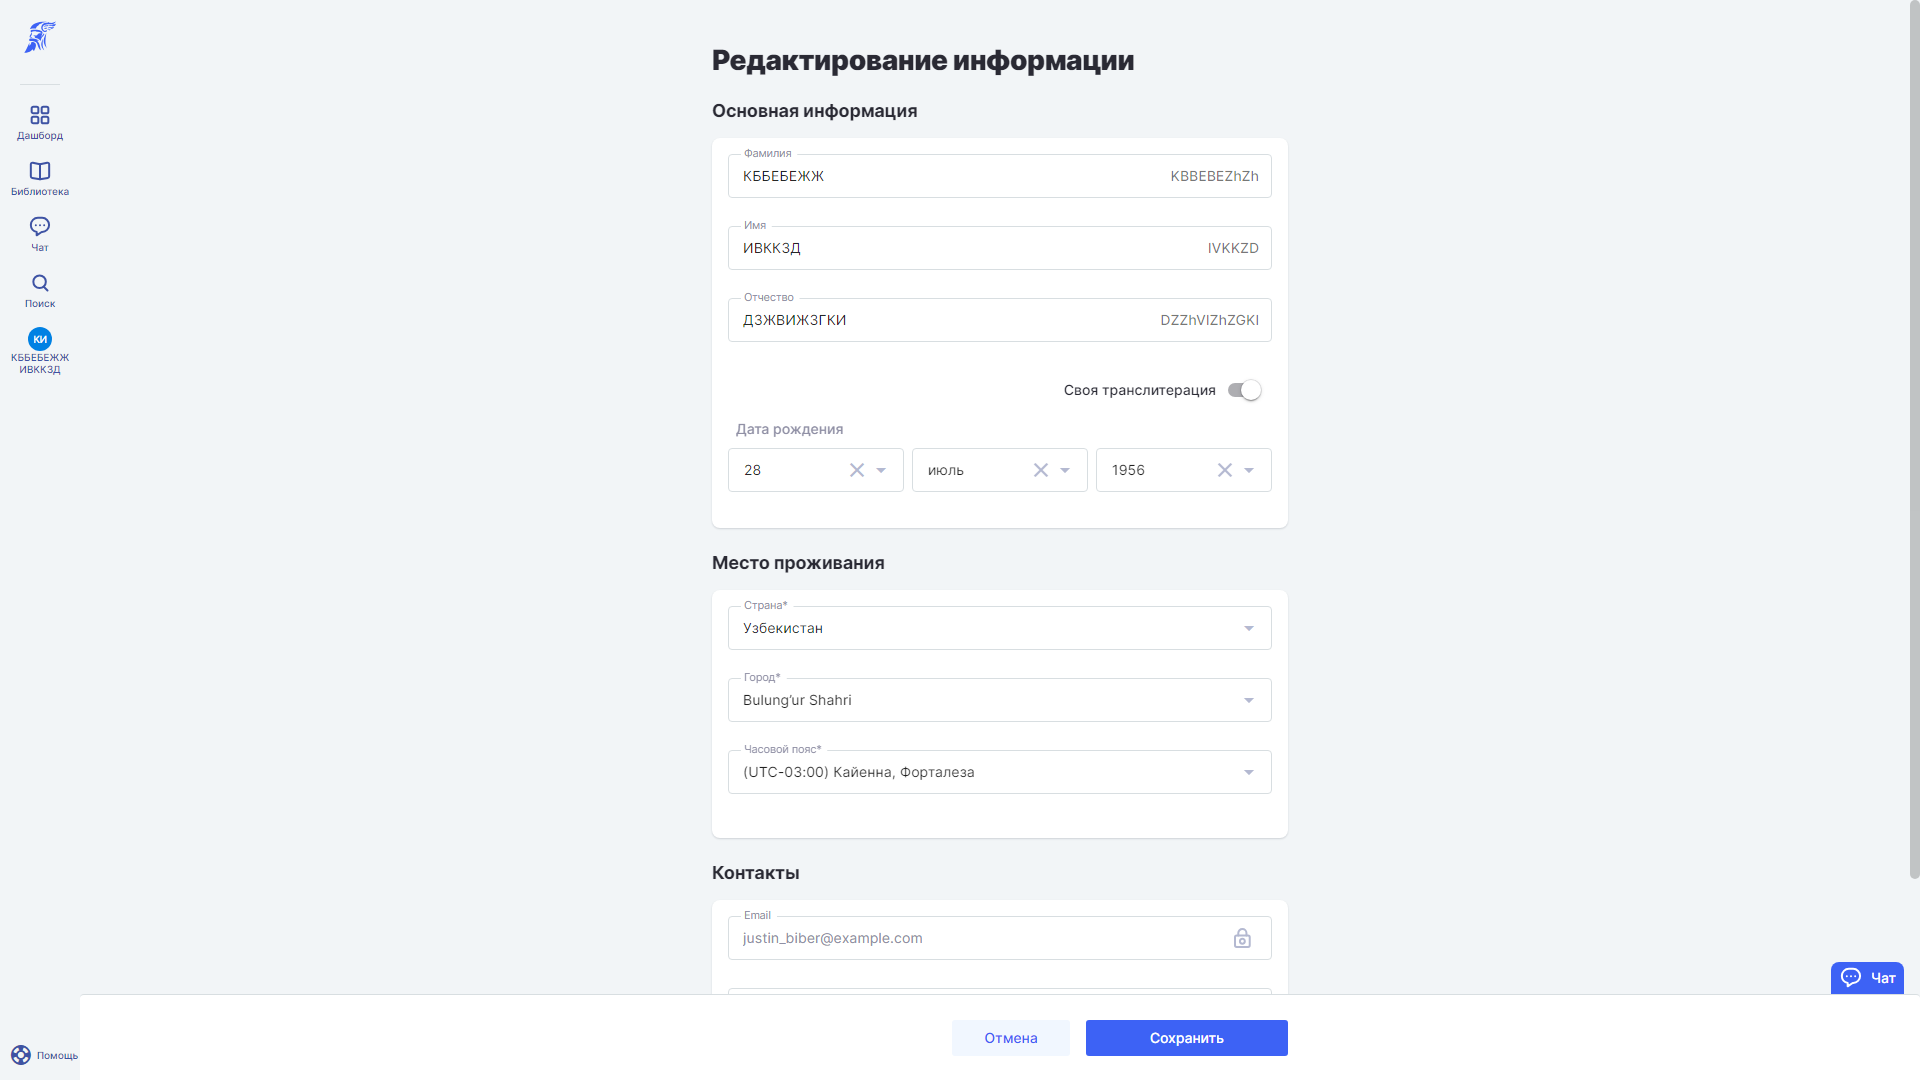 Дашборд
Библиотека
Чат
Поиск
КИ
КББЕБЕЖЖ
ИВККЗД
Помощь
Редактирование информации
Основная информация
Фамилия
КББЕБЕЖЖ KBBEBEZhZh
Имя
ИВККЗД IVKKZD
Отчество
ДЗЖВИЖЗГКИ DZZhVIZhZGKI
Своя транслитерация
Дата рождения
28 июль 1956
Место проживания
Страна*
Узбекистан
Город*
Bulung‘ur Shahri
Часовой пояс*
(UTC-03:00) Кайенна, Форталеза
Контакты
Email
justin_biber@example.com
Чат
Отмена Сохранить